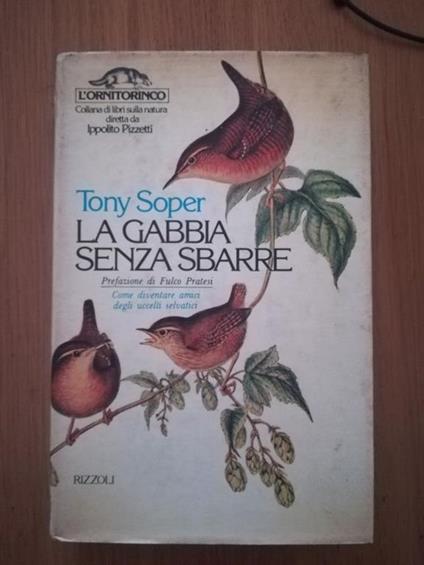 L'ORNITORINCO
Collana di libri sulla natura
diretta da
Ippolito Pizzetti
Tony Soper
LA GABBIA
SENZA SBARRE
Prefazione di Fulco Pratesi
Come diventare amici
degli uccelli selvatici
RIZZOLI